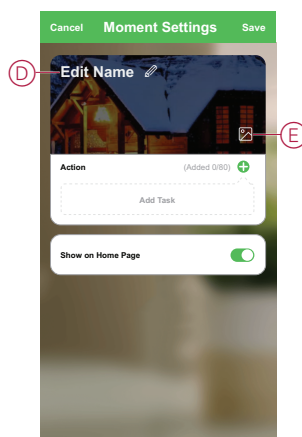 Cancel Moment Settings Save
D Edit Name
E
Action (Added 0/80)
Add Task
Show on Home Page